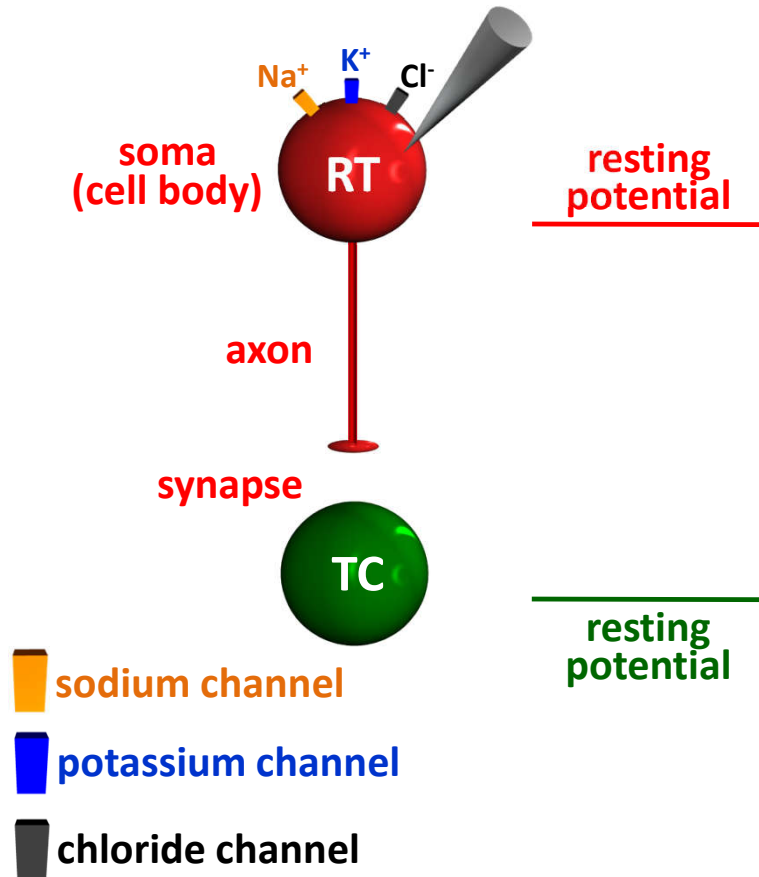 Na⁺
K⁺
Cl⁻
soma
(cell body)
RT
resting
potential
axon
synapse
TC
resting
potential
sodium channel
potassium channel
chloride channel